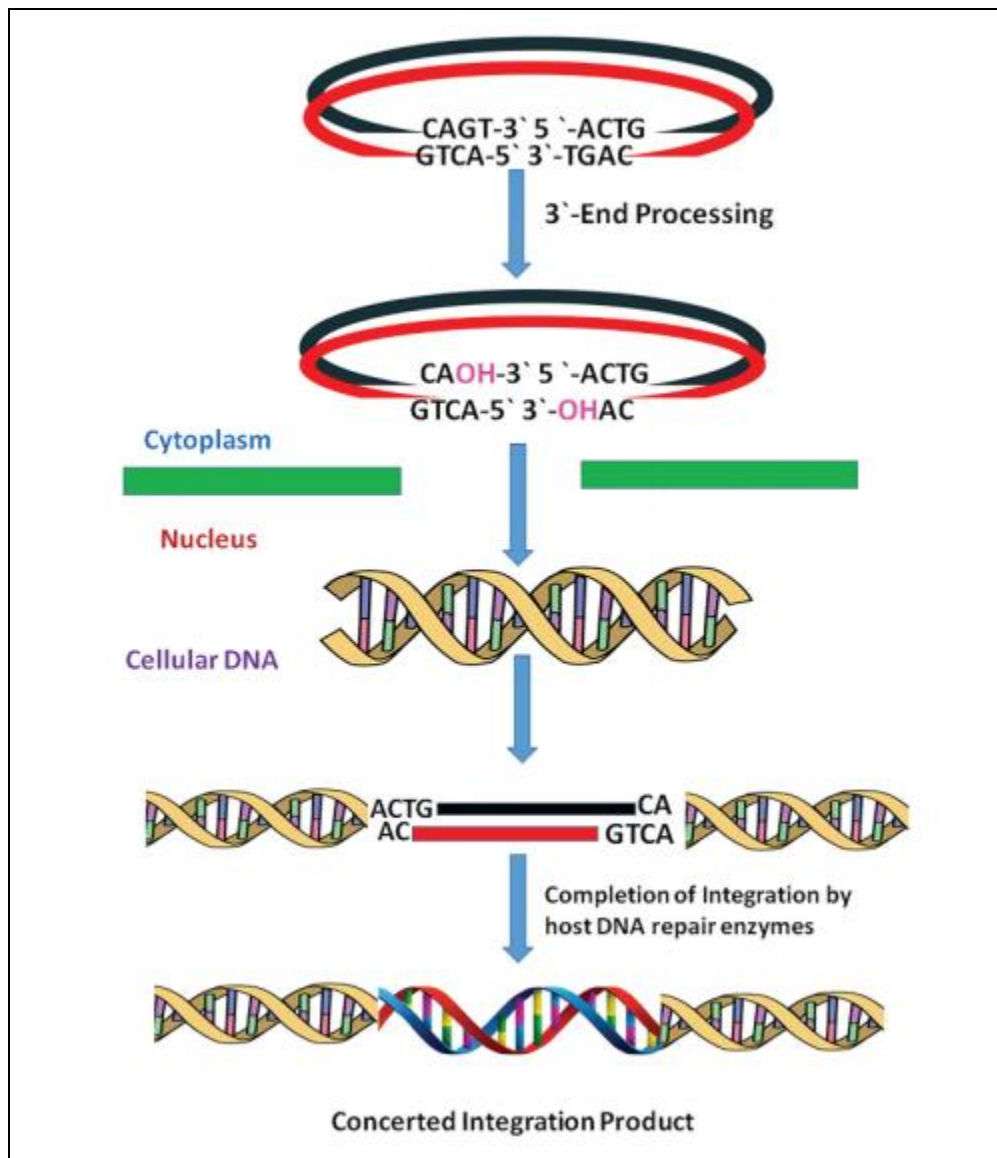 CAGT-3` 5 `-ACTG
GTCA-5` 3`-TGAC
3`-End Processing
CAOH-3` 5 `-ACTG
GTCA-5` 3`-OHAC
Cytoplasm
Nucleus
Cellular DNA
ACTG CA
AC GTCA
Completion of Integration by
host DNA repair enzymes
Concerted Integration Product